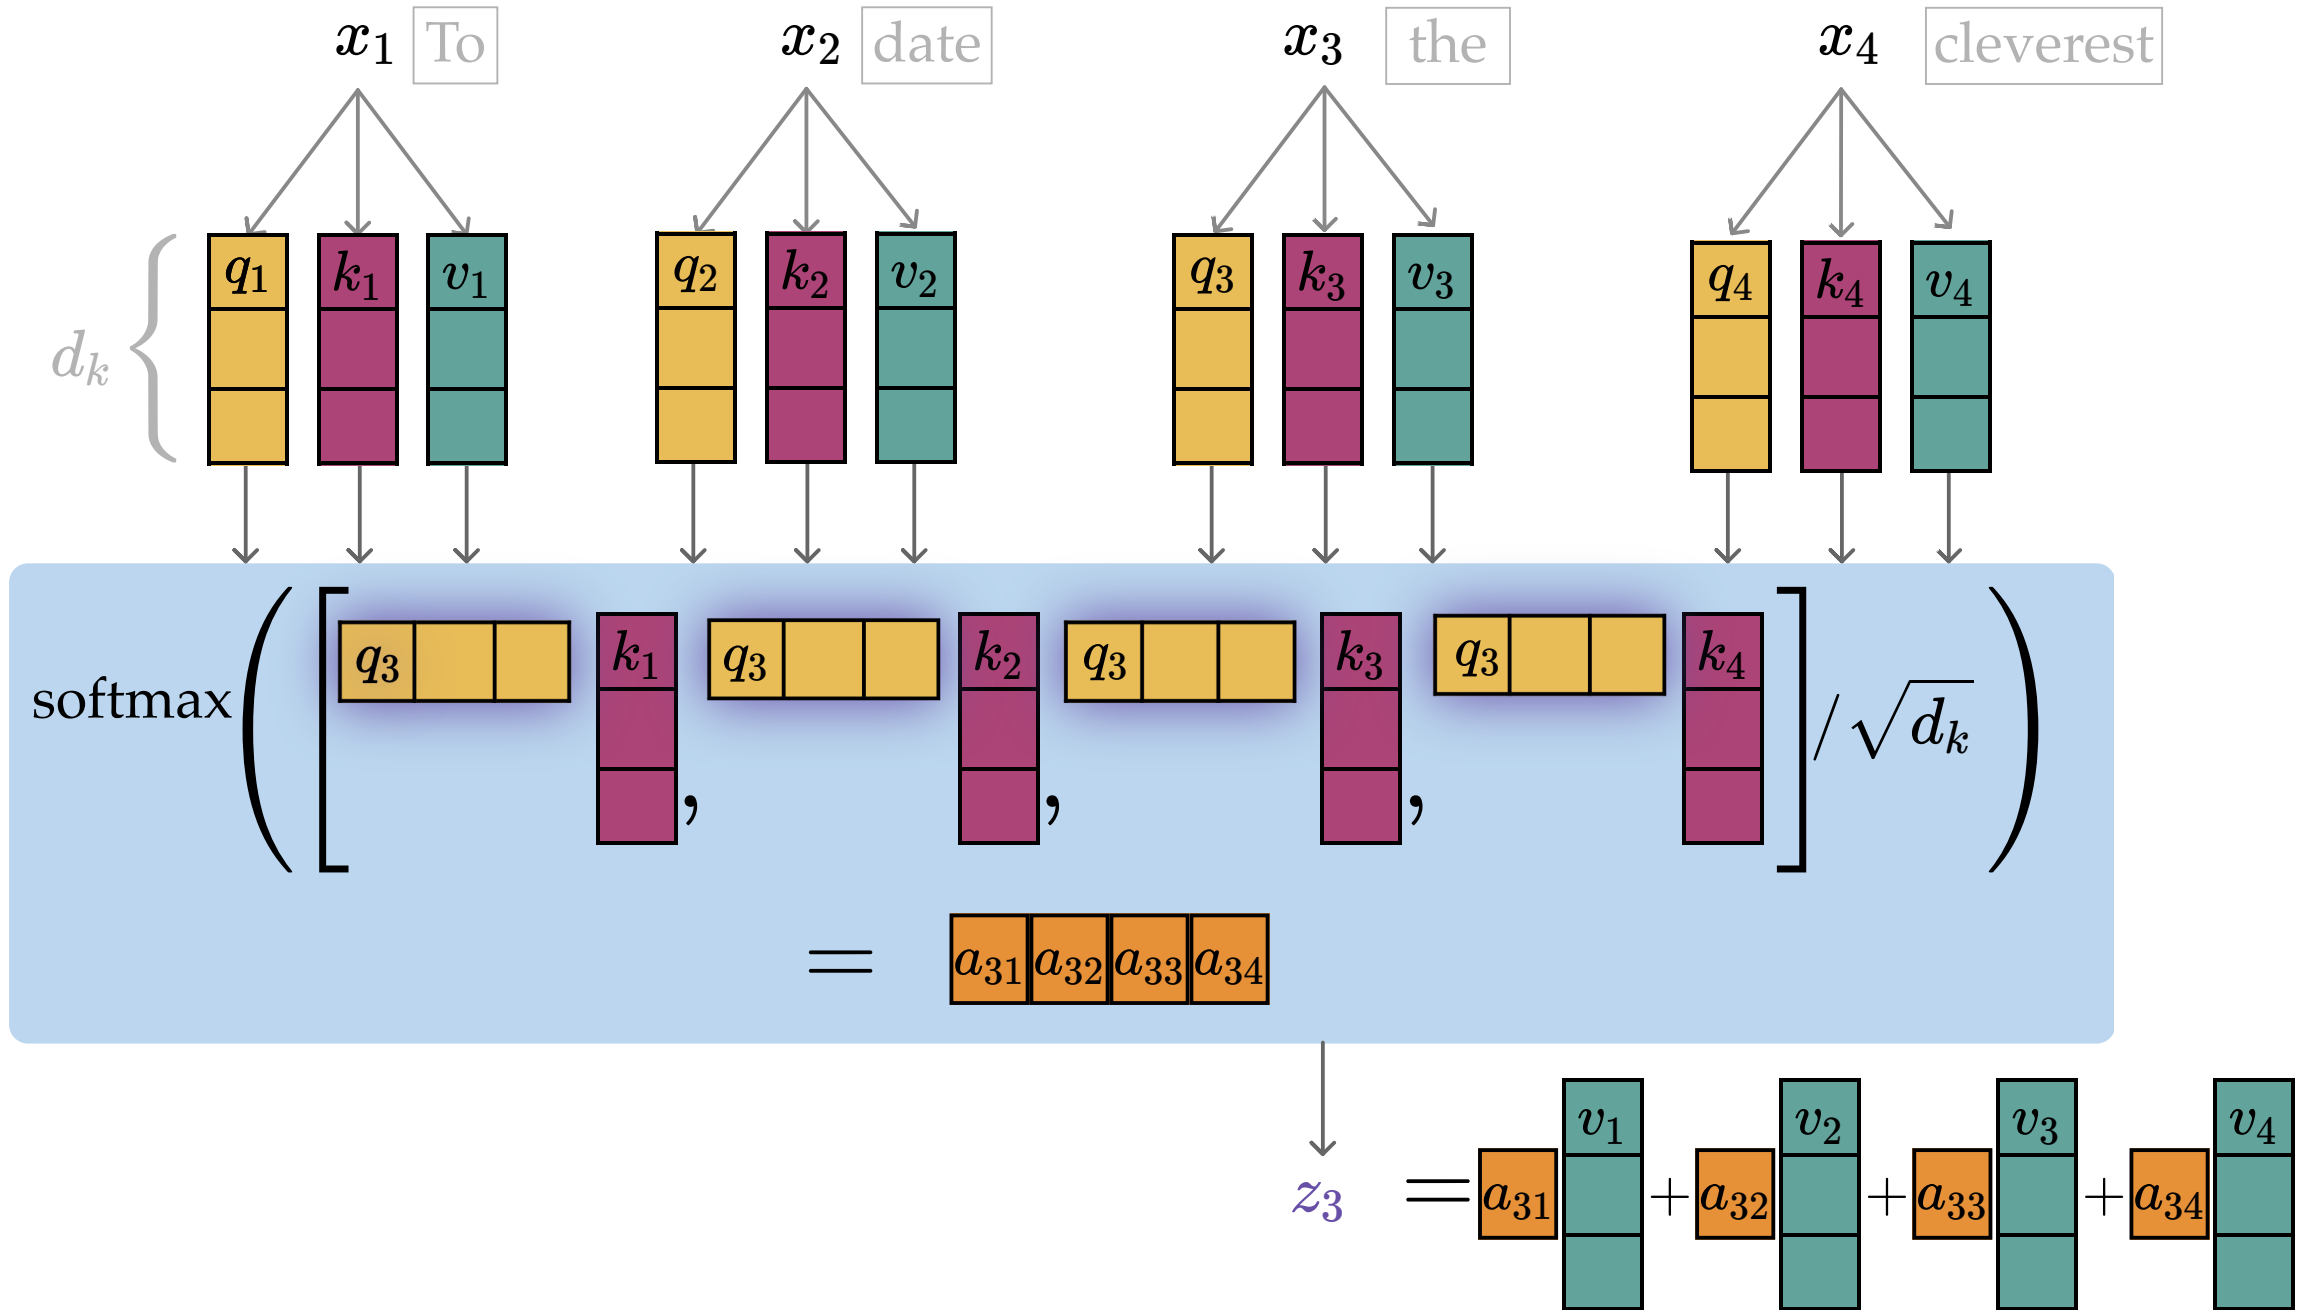 x₁ To x₂ date x₃ the x₄ cleverest
q₁ k₁ v₁ q₂ k₂ v₂ q₃ k₃ v₃ q₄ k₄ v₄
dₖ
softmax ( [ q₃ k₁ , q₃ k₂ , q₃ k₃ , q₃ k₄ ] / √dₖ )
= a₃₁ a₃₂ a₃₃ a₃₄
z₃ = a₃₁ v₁ + a₃₂ v₂ + a₃₃ v₃ + a₃₄ v₄